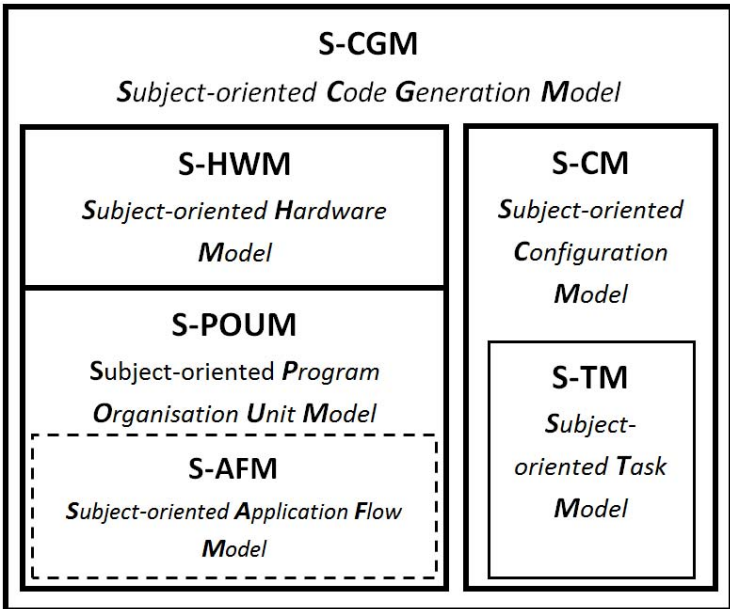 S-CGM
Subject-oriented Code Generation Model
S-HWM
Subject-oriented Hardware
Model
S-POUM
Subject-oriented Program
Organisation Unit Model
S-AFM
Subject-oriented Application Flow
Model
S-CM
Subject-oriented
Configuration
Model
S-TM
Subject-
oriented Task
Model